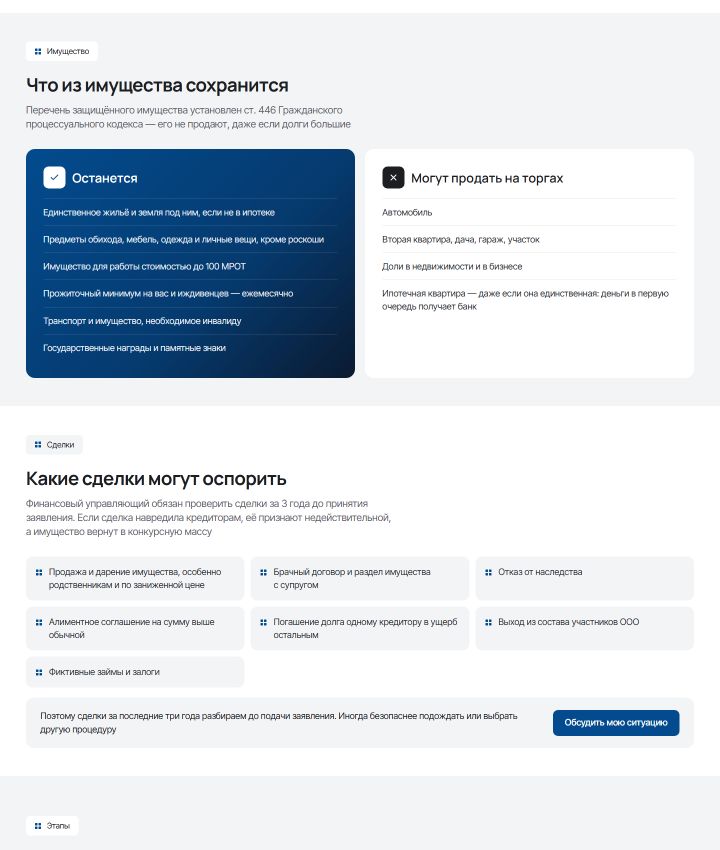 Имущество
Что из имущества сохранится
Перечень защищённого имущества установлен ст. 446 Гражданского
процессуального кодекса — его не продают, даже если долги большие
Останется
Единственное жильё и земля под ним, если не в ипотеке
Предметы обихода, мебель, одежда и личные вещи, кроме роскоши
Имущество для работы стоимостью до 100 МРОТ
Прожиточный минимум на вас и иждивенцев — ежемесячно
Транспорт и имущество, необходимое инвалиду
Государственные награды и памятные знаки
Могут продать на торгах
Автомобиль
Вторая квартира, дача, гараж, участок
Доли в недвижимости и в бизнесе
Ипотечная квартира — даже если она единственная: деньги в первую
очередь получает банк
Сделки
Какие сделки могут оспорить
Финансовый управляющий обязан проверить сделки за 3 года до принятия
заявления. Если сделка навредила кредиторам, её признают недействительной,
а имущество вернут в конкурсную массу
Продажа и дарение имущества, особенно
родственникам и по заниженной цене
Брачный договор и раздел имущества
с супругом
Отказ от наследства
Алиментное соглашение на сумму выше
обычной
Погашение долга одному кредитору в ущерб
остальным
Выход из состава участников ООО
Фиктивные займы и залоги
Поэтому сделки за последние три года разбираем до подачи заявления. Иногда безопаснее подождать или выбрать
другую процедуру
Обсудить мою ситуацию
Этапы